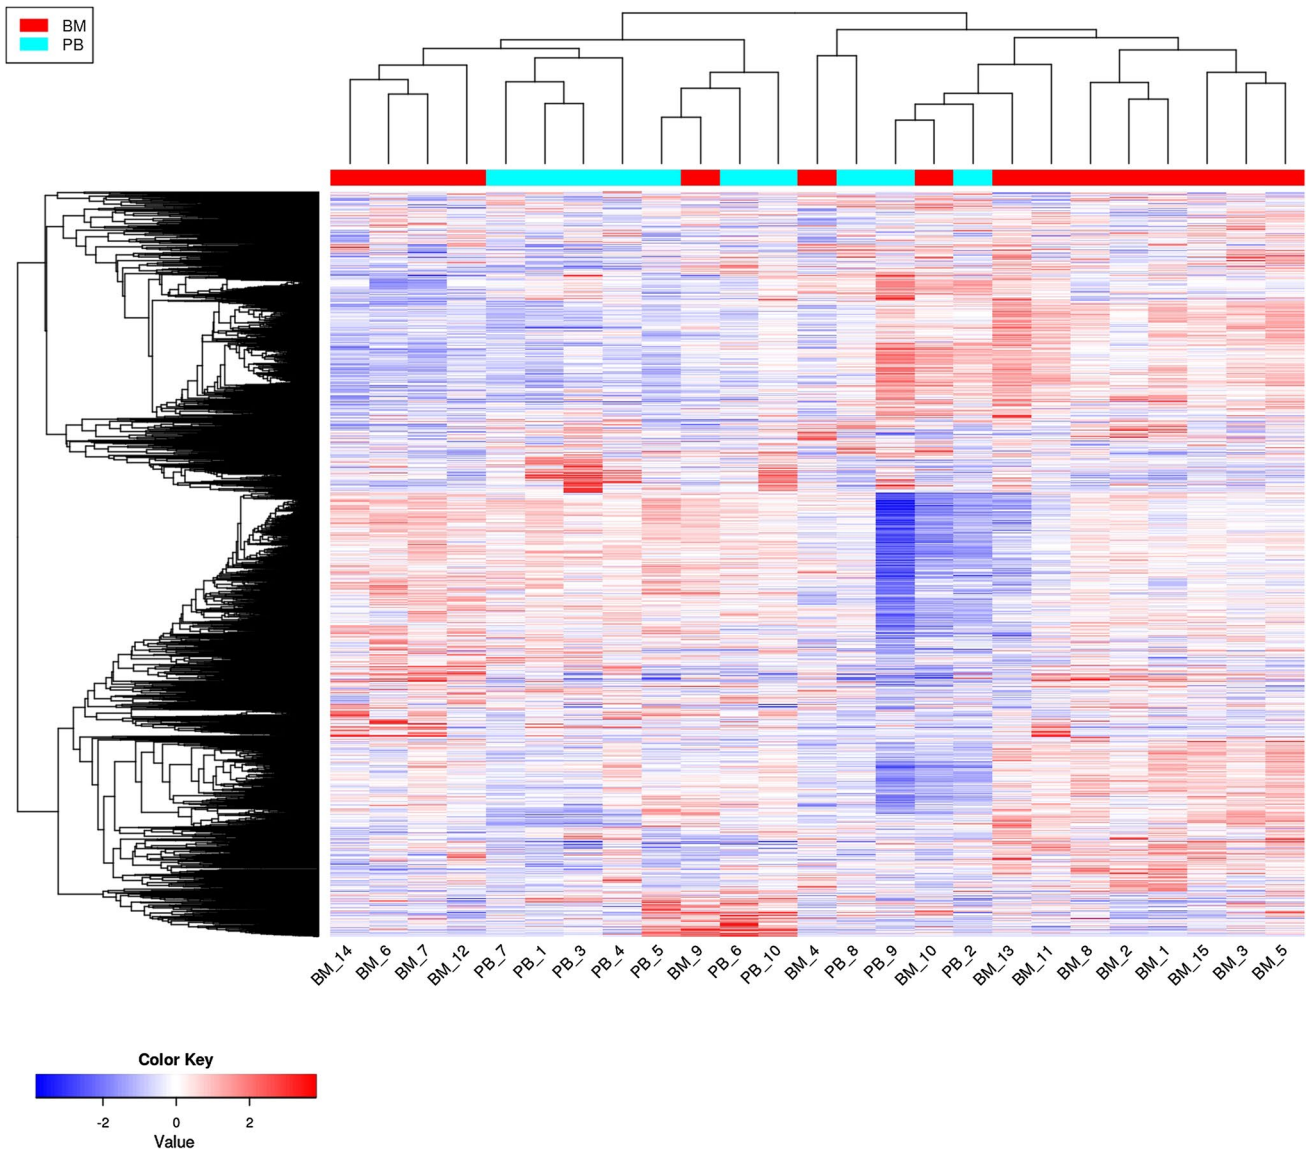 BM
PB
BM_14 BM_6 BM_7 BM_12 PB_7 PB_1 PB_3 PB_4 PB_5 BM_9 PB_6 PB_10 BM_4 PB_8 PB_9 BM_10 PB_2 BM_13 BM_11 BM_8 BM_2 BM_1 BM_15 BM_3 BM_5
Color Key
-2 0 2
Value